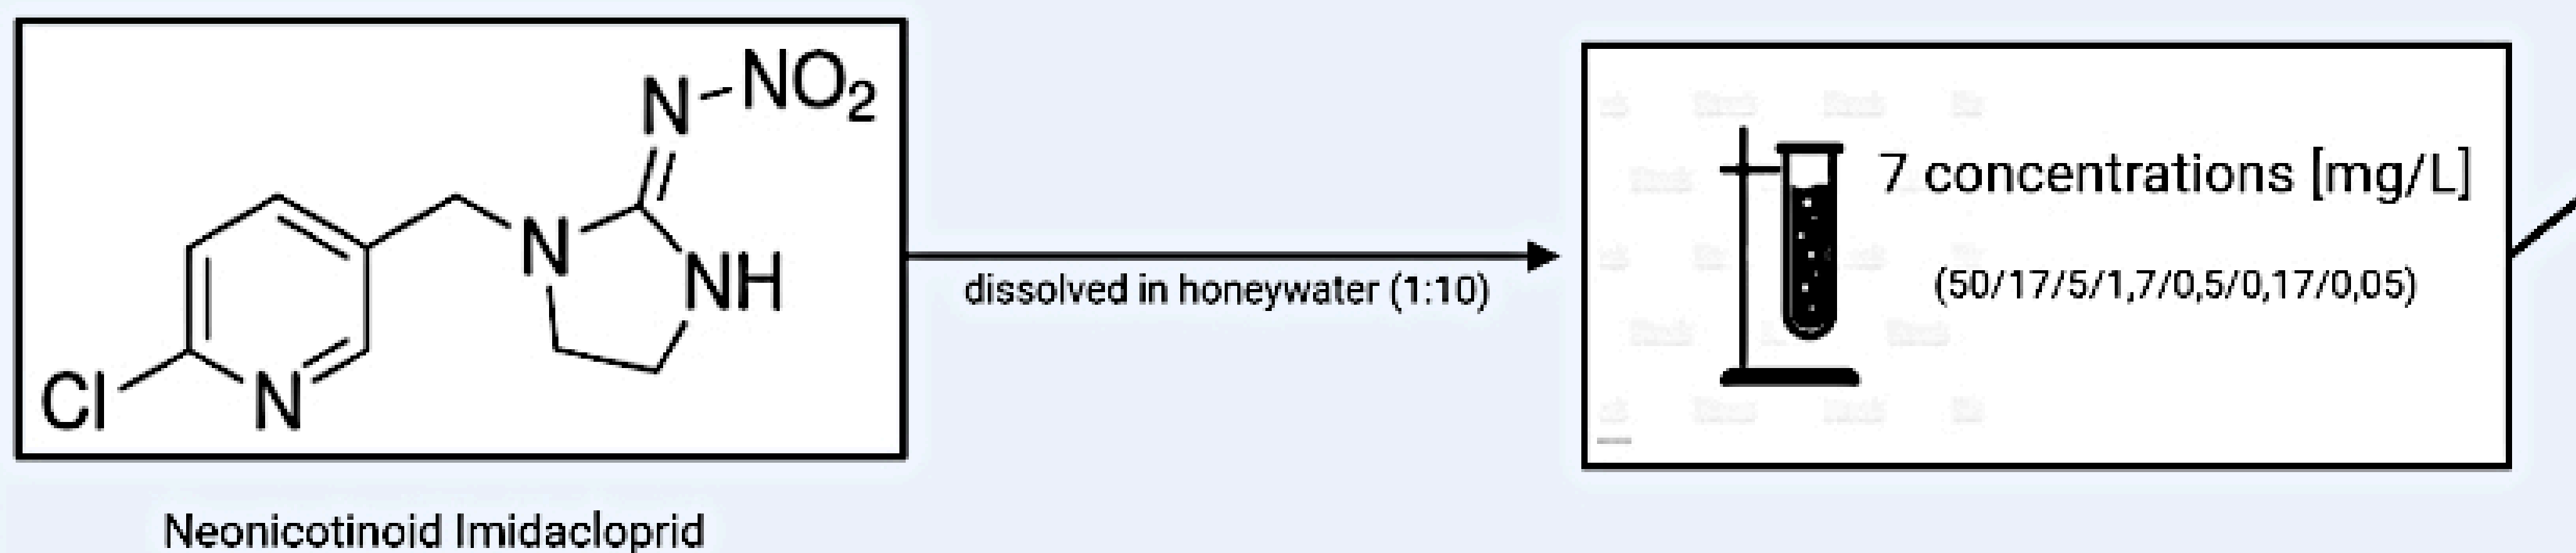 N-NO2
N
NH
Cl
N
Neonicotinoid Imidacloprid
dissolved in honeywater (1:10)
7 concentrations [mg/L]
(50/17/5/1,7/0,5/0,17/0,05)